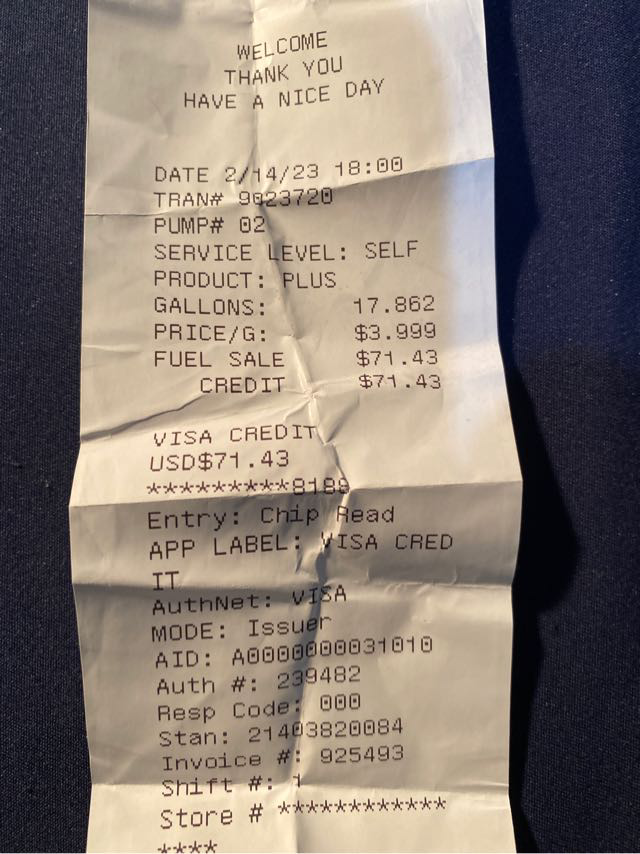 WELCOME
THANK YOU
HAVE A NICE DAY
DATE 2/14/23 18:00
TRAN# 9023720
PUMP# 02
SERVICE LEVEL: SELF
PRODUCT: PLUS
GALLONS: 17.862
PRICE/G: $3.999
FUEL SALE $71.43
CREDIT $71.43
VISA CREDIT
USD$71.43
*********8188
Entry: Chip Read
APP LABEL: VISA CRED
IT
AuthNet: VISA
MODE: Issuer
AID: A0000000031010
Auth #: 239482
Resp Code: 000
Stan: 21403820084
Invoice #: 925493
Shift #: 1
Store # ************
****